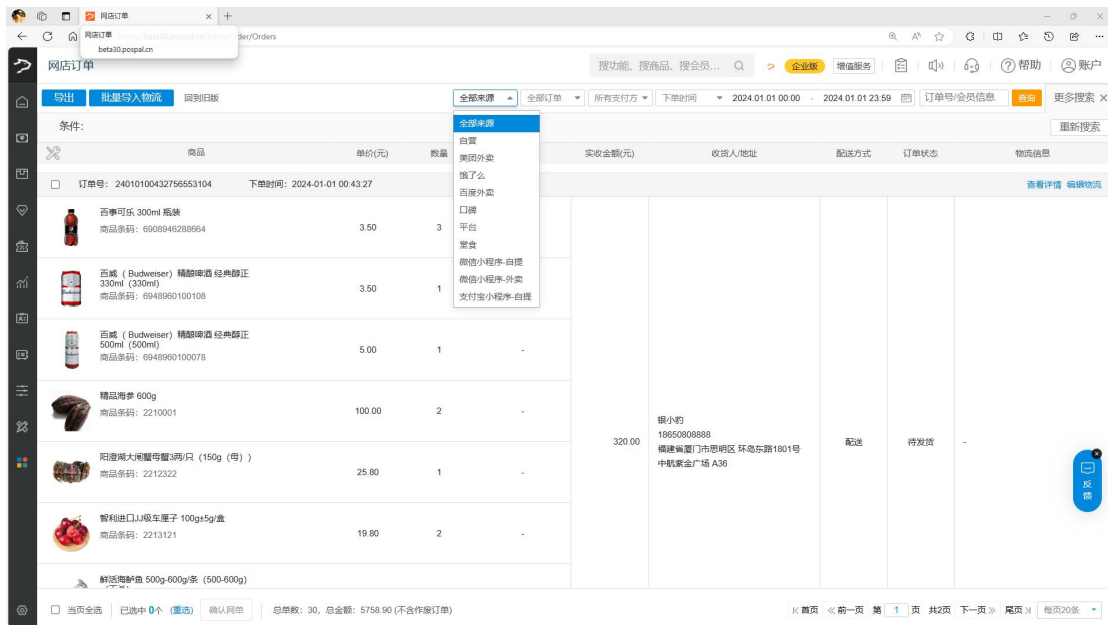 网店订单
网店订单
beta30.pospal.cn
der/Orders
网店订单
搜功能、搜商品、搜会员...
企业版
增值服务
帮助
账户
导出
批量导入物流
回到旧版
全部来源
全部订单
所有支付方
下单时间
2024.01.01 00:00 - 2024.01.01 23:59
订单号/会员信息
查询
更多搜索
条件:
重新搜索
全部来源
自营
美团外卖
饿了么
百度外卖
口碑
平台
堂食
微信小程序-自提
微信小程序-外卖
支付宝小程序-自提
商品
单价(元)
数量
实收金额(元)
收货人/地址
配送方式
订单状态
物流信息
订单号: 24010100432756553104
下单时间: 2024-01-01 00:43:27
查看详情 编辑物流
百事可乐 300ml 瓶装
商品条码: 6908946288664
3.50
3
百威 ( Budweiser) 精酿啤酒 经典醇正
330ml (330ml)
商品条码: 6948960100108
3.50
1
百威 ( Budweiser) 精酿啤酒 经典醇正
500ml (500ml)
商品条码: 6948960100078
5.00
1
-
精品海参 600g
商品条码: 2210001
100.00
2
-
阳澄湖大闸蟹母蟹3两/只 (150g (母) )
商品条码: 2212322
25.80
1
-
智利进口JJ级车厘子 100g±5g/盒
商品条码: 2213121
19.80
2
-
鲜活海鲈鱼 500g-600g/条 (500-600g)
320.00
银小豹
18650808888
福建省厦门市思明区 环岛东路1801号
中航紫金广场 A36
配送
待发货
-
反馈
当页全选
已选中 0个 (重选)
确认网单
总单数: 30, 总金额: 5758.90 (不含作废订单)
首页
前一页
第 1 页
共2页
下一页
尾页
每页20条